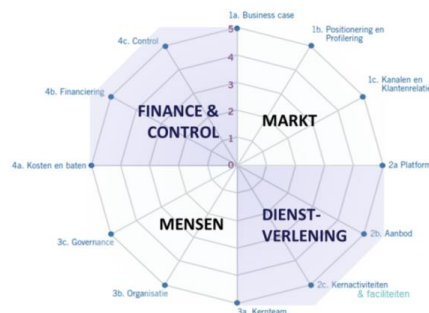 1a. Business case
4c. Control
5
1b. Positionering en
Profilering
4
4b. Financiering
3
1c. Kanalen en
Klantenrelatie
FINANCE &
CONTROL
2
MARKT
1
4a. Kosten en baten
0
2a Platform
MENSEN
DIENST-
VERLENING
3c. Governance
2b. Aanbod
3b. Organisatie
2c. Kernactiviteiten
& faciliteiten
3a. Kernteam